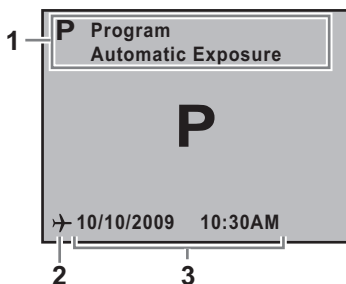 1
P Program
Automatic Exposure
P
10/10/2009 10:30AM
2 3